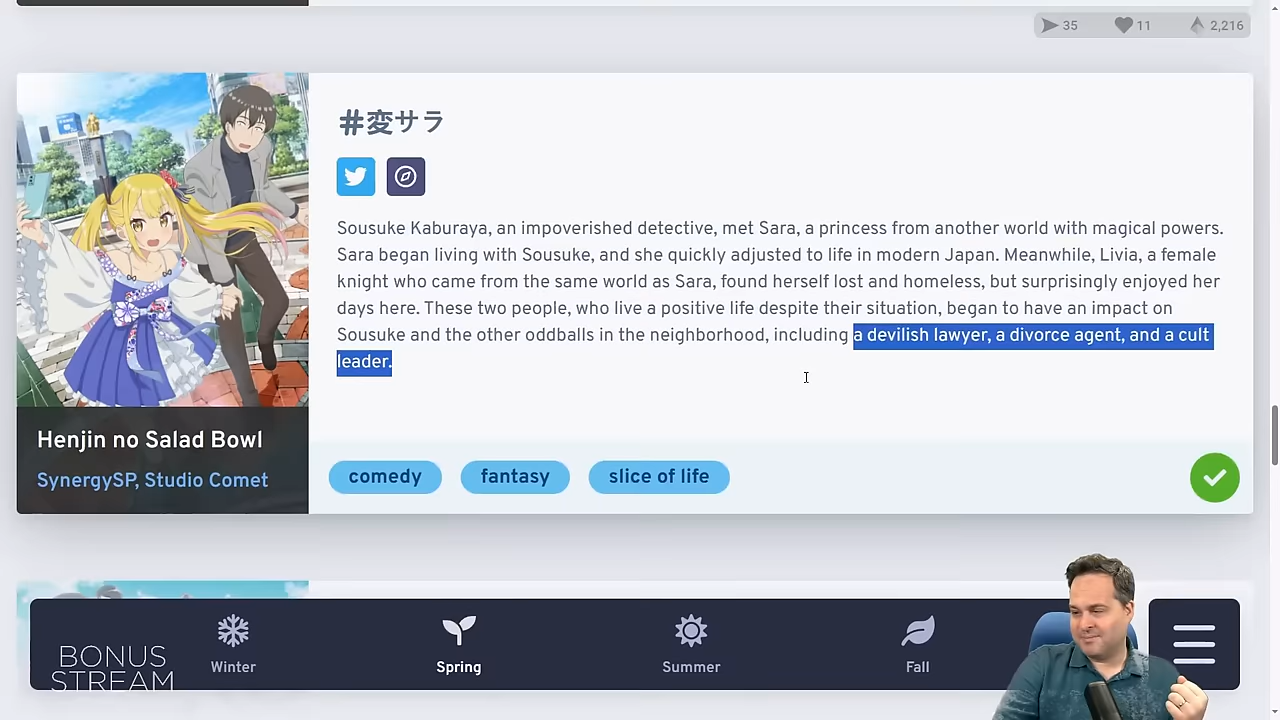 35 11 2,216
#変サラ
Sousuke Kaburaya, an impoverished detective, met Sara, a princess from another world with magical powers.
Sara began living with Sousuke, and she quickly adjusted to life in modern Japan. Meanwhile, Livia, a female
knight who came from the same world as Sara, found herself lost and homeless, but surprisingly enjoyed her
days here. These two people, who live a positive life despite their situation, began to have an impact on
Sousuke and the other oddballs in the neighborhood, including a devilish lawyer, a divorce agent, and a cult
leader.
Henjin no Salad Bowl
SynergySP, Studio Comet
comedy fantasy slice of life
BONUS
STREAM
Winter Spring Summer Fall